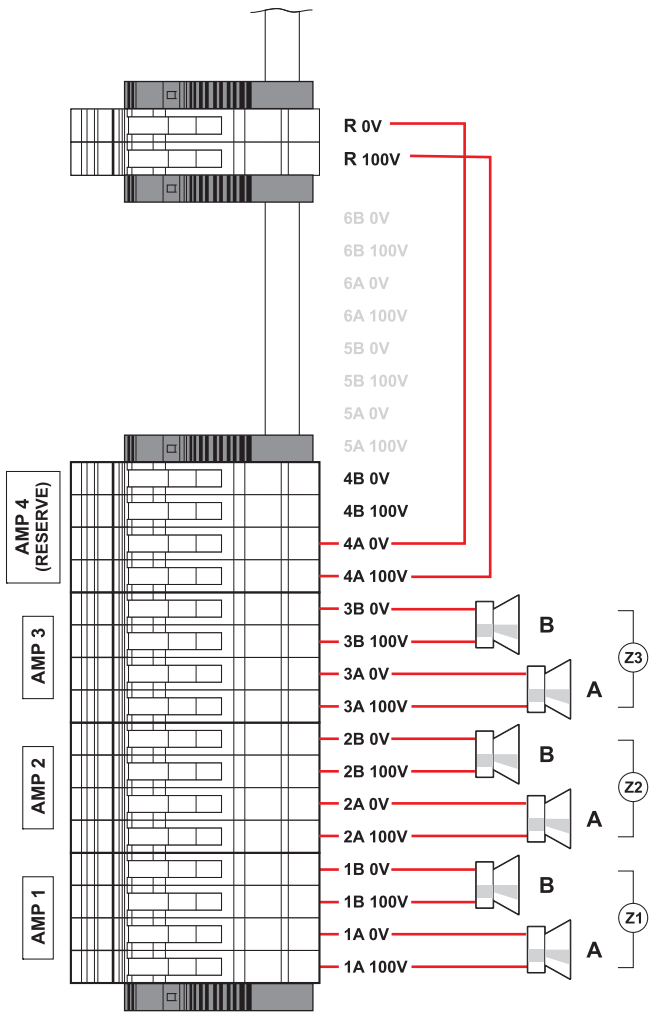 R 0V
R 100V
6B 0V
6B 100V
6A 0V
6A 100V
5B 0V
5B 100V
5A 0V
5A 100V
AMP 4
(RESERVE)
4B 0V
4B 100V
4A 0V
4A 100V
AMP 3
3B 0V
3B 100V
B
3A 0V
3A 100V
A
Z3
AMP 2
2B 0V
2B 100V
B
2A 0V
2A 100V
A
Z2
AMP 1
1B 0V
1B 100V
B
1A 0V
1A 100V
A
Z1